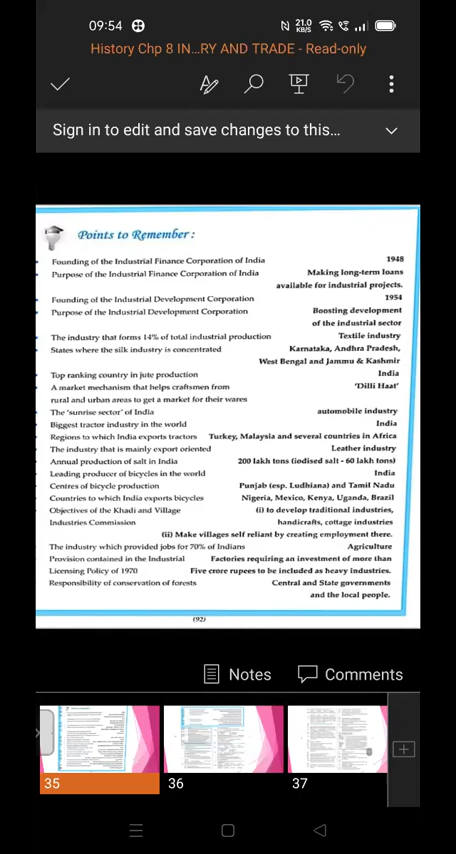 09:54
21.0
KB/S
History Chp 8 IN...RY AND TRADE - Read-only
Sign in to edit and save changes to this...
Points to Remember :
Founding of the Industrial Finance Corporation of India 1948
Purpose of the Industrial Finance Corporation of India Making long-term loans
available for industrial projects.
Founding of the Industrial Development Corporation 1954
Purpose of the Industrial Development Corporation Boosting development
of the industrial sector
The industry that forms 14% of total industrial production Textile industry
States where the silk industry is concentrated Karnataka, Andhra Pradesh,
West Bengal and Jammu & Kashmir
Top ranking country in jute production India
A market mechanism that helps craftsmen from 'Dilli Haat'
rural and urban areas to get a market for their wares
The 'sunrise sector' of India automobile industry
Biggest tractor industry in the world India
Regions to which India exports tractors Turkey, Malaysia and several countries in Africa
The industry that is mainly export oriented Leather industry
Annual production of salt in India 200 lakh tons (iodised salt - 60 lakh tons)
Leading producer of bicycles in the world India
Centres of bicycle production Punjab (esp. Ludhiana) and Tamil Nadu
Countries to which India exports bicycles Nigeria, Mexico, Kenya, Uganda, Brazil
Objectives of the Khadi and Village (i) to develop traditional industries,
Industries Commission handicrafts, cottage industries
(ii) Make villages self reliant by creating employment there.
The industry which provided jobs for 70% of Indians Agriculture
Provision contained in the Industrial Factories requiring an investment of more than
Licensing Policy of 1970 Five crore rupees to be included as heavy industries.
Responsibility of conservation of forests Central and State governments
and the local people.
(92)
Notes Comments
35 36 37